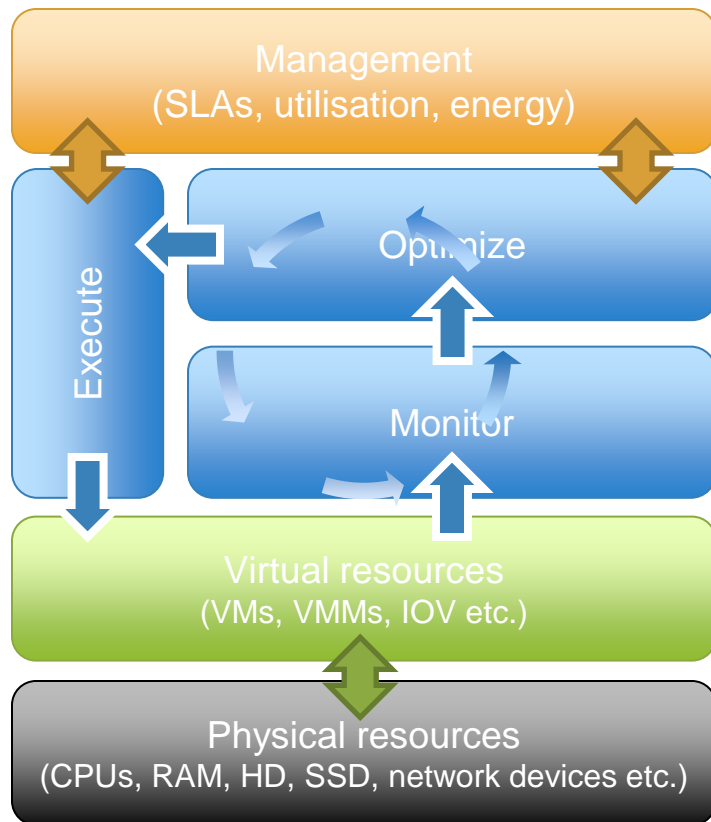 Management
(SLAs, utilisation, energy)
Optimize
Execute
Monitor
Virtual resources
(VMs, VMMs, IOV etc.)
Physical resources
(CPUs, RAM, HD, SSD, network devices etc.)